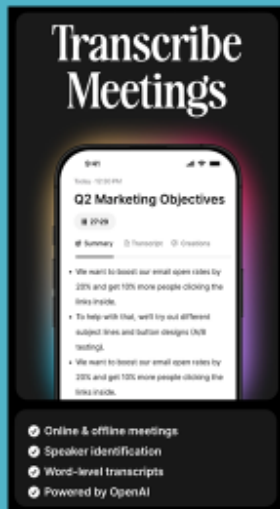 Transcribe
Meetings
9:41
Today · 12:30 PM
Q2 Marketing Objectives
27:29
Summary Transcript Creations
• We want to boost our email open rates by
20% and get 10% more people clicking the
links inside.
• To help with that, we'll try out different
subject lines and button designs (A/B
testing).
• We want to boost our email open rates by
20% and get 10% more people clicking the
links inside.
Online & offline meetings
Speaker identification
Word-level transcripts
Powered by OpenAI